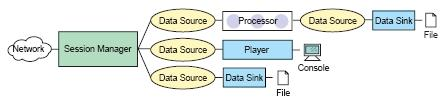 Data Source
Processor
Data Source
Data Sink
File
Network
Session Manager
Data Source
Player
Console
Data Source
Data Sink
File